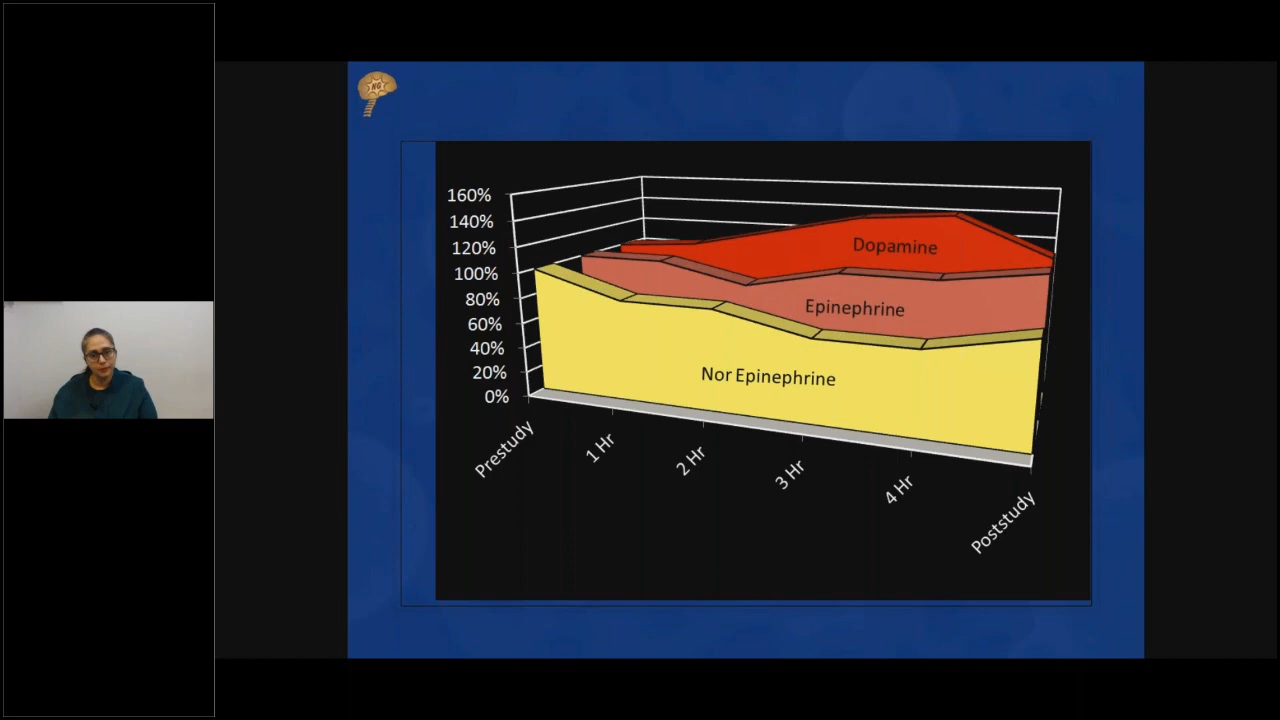 NG
160%
140%
120%
100%
80%
60%
40%
20%
0%
Dopamine
Epinephrine
Nor Epinephrine
Prestudy
1 Hr
2 Hr
3 Hr
4 Hr
Poststudy